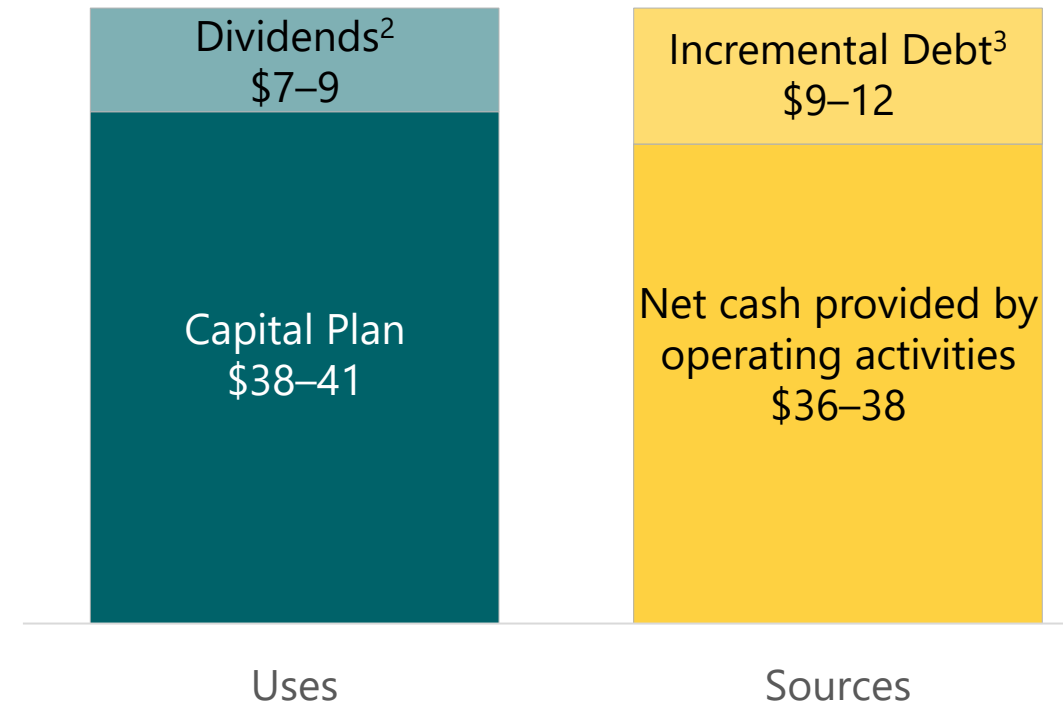 Dividends²
$7–9
Capital Plan
$38–41
Uses
Incremental Debt³
$9–12
Net cash provided by
operating activities
$36–38
Sources